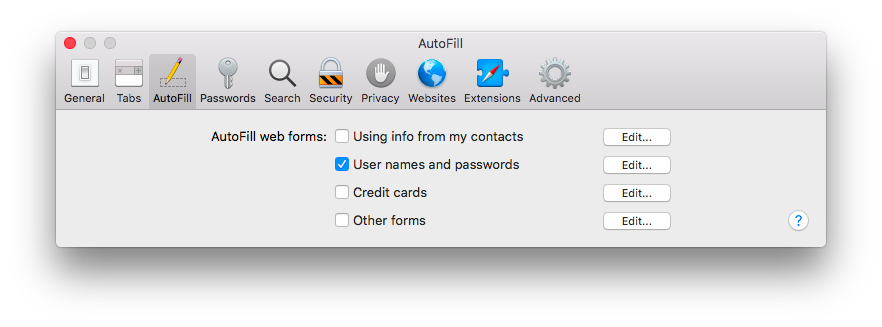 AutoFill
General Tabs AutoFill Passwords Search Security Privacy Websites Extensions Advanced
AutoFill web forms: Using info from my contacts Edit...
User names and passwords Edit...
Credit cards Edit...
Other forms Edit...
?